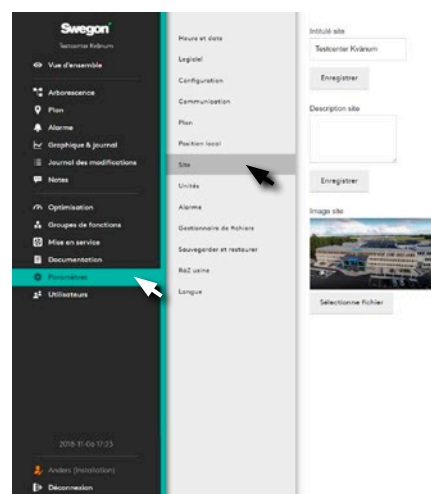 Swegon
Testcenter Kvänum
Vue d'ensemble
Arborescence
Plan
Alarme
Graphique & journal
Journal des modifications
Notes
Optimisation
Groupes de fonctions
Mise en service
Documentation
Paramètres
Utilisateurs
2018-11-06 17:23
Anders (Installation)
Déconnexion
Heure et date
Logiciel
Configuration
Communication
Plan
Position local
Site
Unités
Alarme
Gestionnaire de fichiers
Sauvegarder et restaurer
RàZ usine
Langue
Intitulé site
Testcenter Kvänum
Enregistrer
Description site
Enregistrer
Image site
Sélectionne fichier